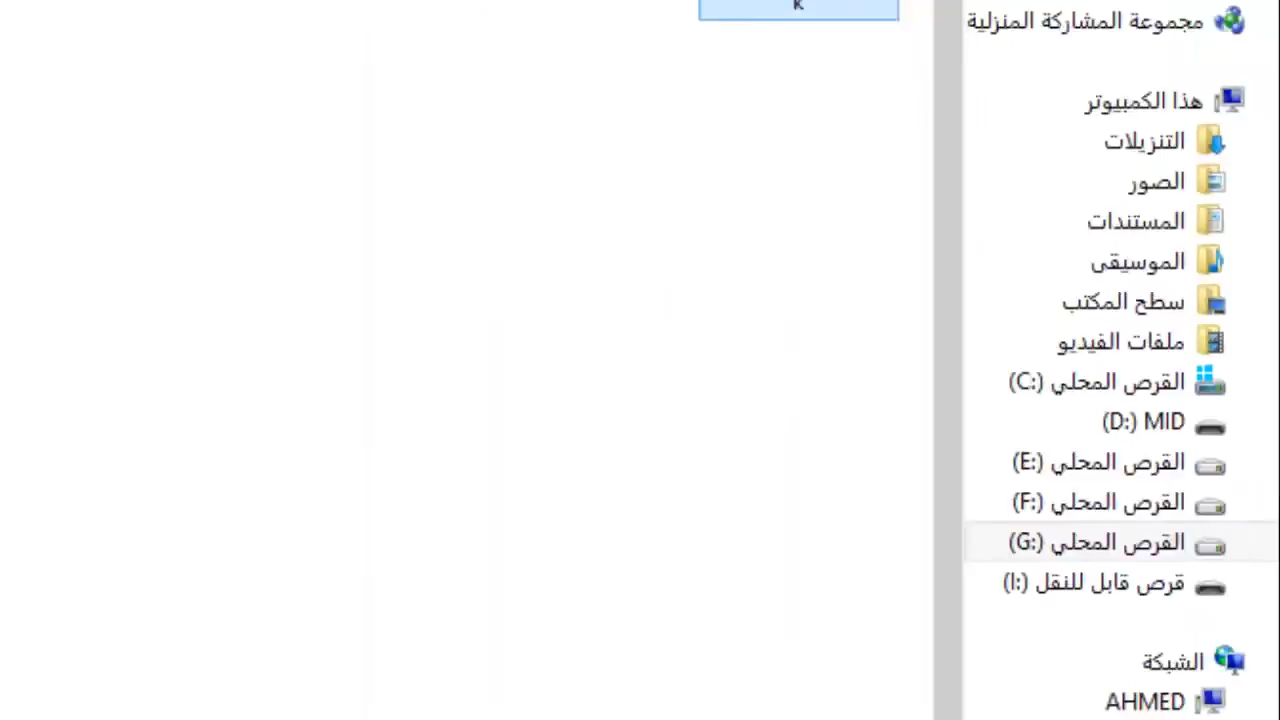 k
مجموعة المشاركة المنزلية
هذا الكمبيوتر
التنزيلات
الصور
المستندات
الموسيقى
سطح المكتب
ملفات الفيديو
القرص المحلي (C:)
MID (D:)
القرص المحلي (E:)
القرص المحلي (F:)
القرص المحلي (G:)
قرص قابل للنقل (I:)
الشبكة
AHMED